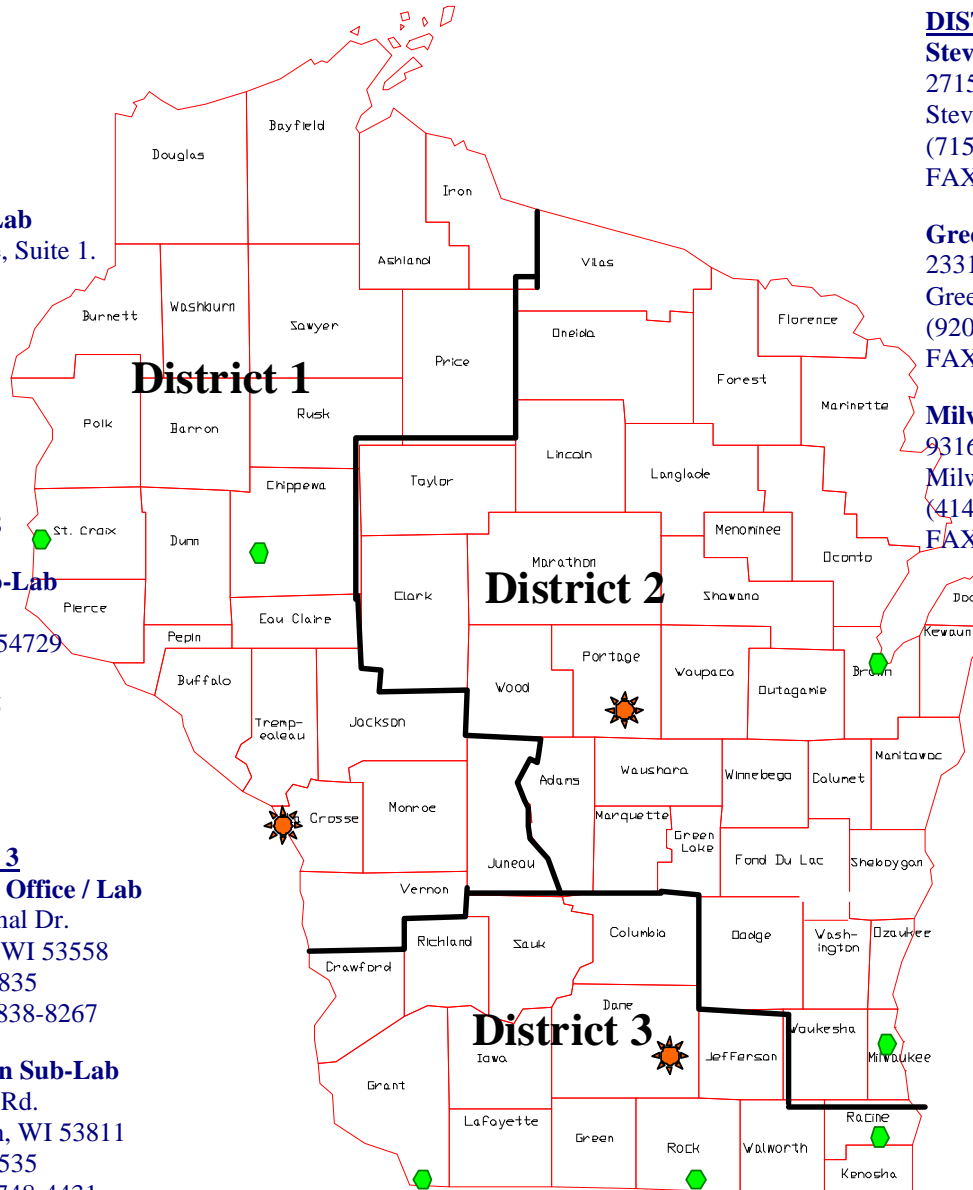 DIST
Stev
2715
Stev
(715
FAX
Gree
2331
Gree
(920
FAX
Milw
9316
Milw
(414
FAX
Lab
, Suite 1.
-Lab
54729
3
Office / Lab
nal Dr.
WI 53558
835
838-8267
n Sub-Lab
Rd.
, WI 53811
535
District 1
District 2
District 3
Bayfield
Douglas
Iron
Ashland
Vilas
Burnett
Washburn
Sawyer
Price
Oneida
Florence
Forest
Marinette
Polk
Barron
Rusk
Chippewa
Taylor
Lincoln
Langlade
Menominee
Oconto
St. Croix
Dunn
Marathon
Clark
Shawano
Pierce
Eau Claire
Pepin
Doo
Kewaun
Buffalo
Wood
Portage
Waupaca
Outagamie
Brown
Tremp-
ealeau
Jackson
Adams
Waushara
Winnebego
Calumet
Manitowoc
La Crosse
Monroe
Marquette
Green
Lake
Juneau
Fond Du Lac
Sheboygan
Vernon
Richland
Sauk
Columbia
Dodge
Wash-
ington
Ozaukee
Crawford
Dane
Iowa
Jefferson
Waukesha
Milwaukee
Grant
Lafayette
Green
Rock
Walworth
Racine
Kenosha